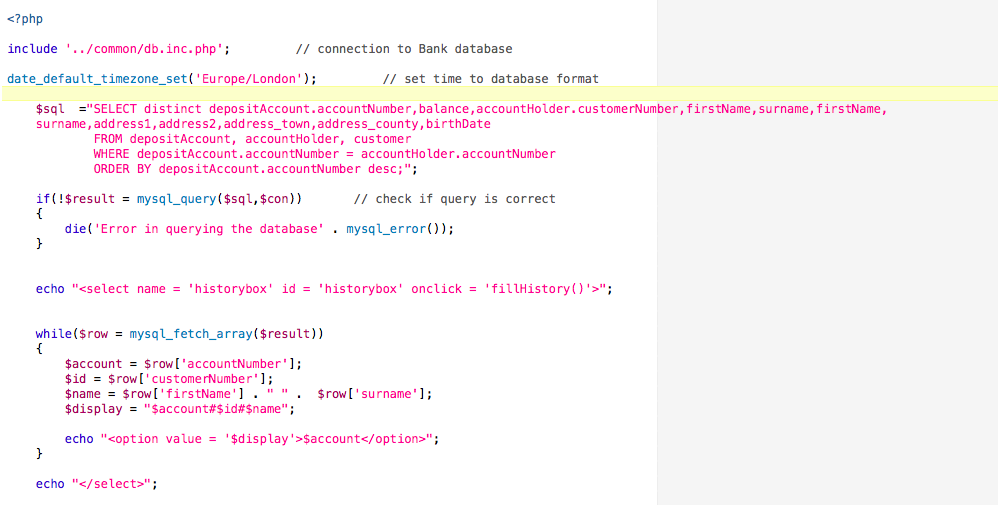 <?php
include '../common/db.inc.php';         // connection to Bank database
date_default_timezone_set('Europe/London');         // set time to database format
$sql  ="SELECT distinct depositAccount.accountNumber,balance,accountHolder.customerNumber,firstName,surname,firstName,
surname,address1,address2,address_town,address_county,birthDate
FROM depositAccount, accountHolder, customer
WHERE depositAccount.accountNumber = accountHolder.accountNumber
ORDER BY depositAccount.accountNumber desc;";
if(!$result = mysql_query($sql,$con))       // check if query is correct
{
die('Error in querying the database' . mysql_error());
}
echo "<select name = 'historybox' id = 'historybox' onclick = 'fillHistory()'>";
while($row = mysql_fetch_array($result))
{
$account = $row['accountNumber'];
$id = $row['customerNumber'];
$name = $row['firstName'] . " " .  $row['surname'];
$display = "$account#$id#$name";
echo "<option value = '$display'>$account</option>";
}
echo "</select>";